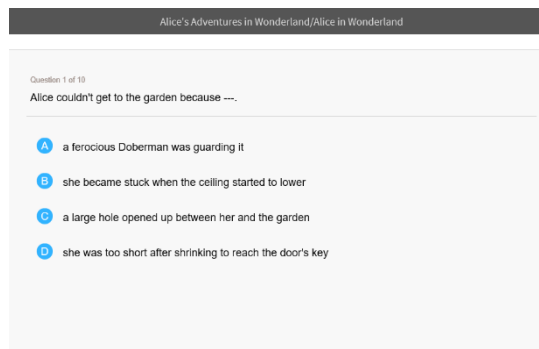 Alice's Adventures in Wonderland/Alice in Wonderland
Question 1 of 10
Alice couldn't get to the garden because ---.
A a ferocious Doberman was guarding it
B she became stuck when the ceiling started to lower
C a large hole opened up between her and the garden
D she was too short after shrinking to reach the door's key